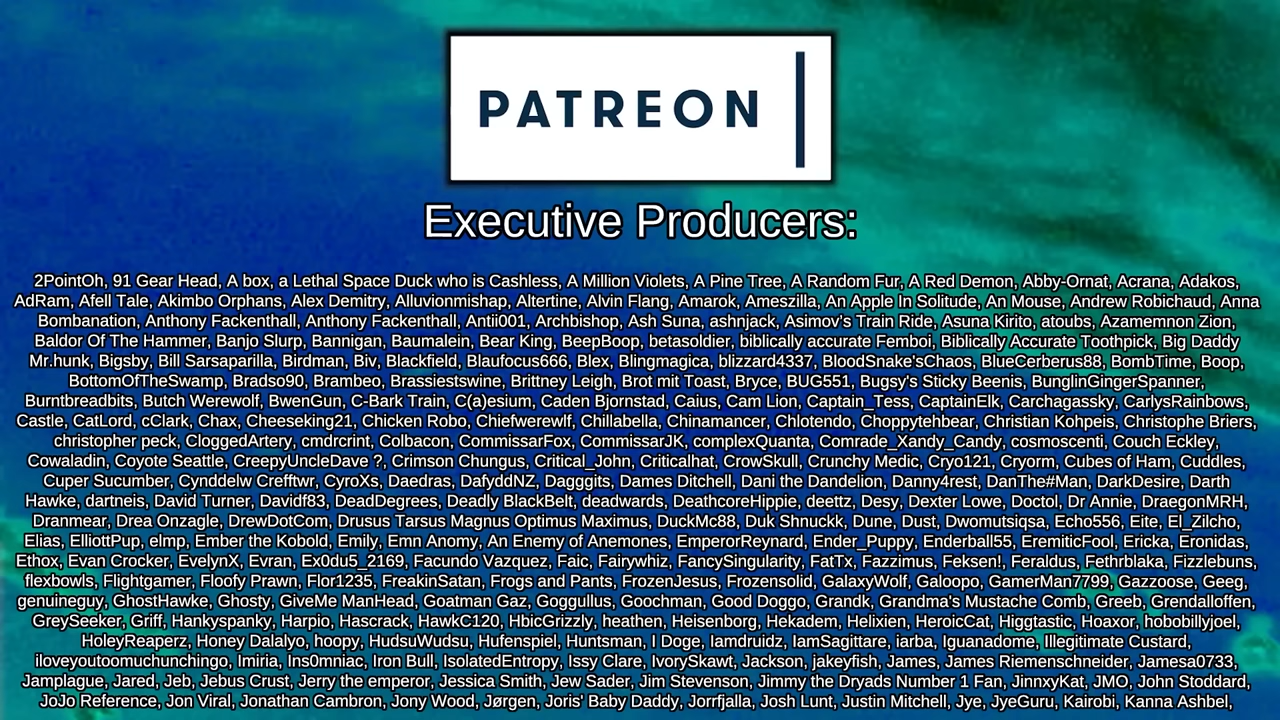 PATREON
Executive Producers:
2PointOh, 91 Gear Head, A box, a Lethal Space Duck who is Cashless, A Million Violets, A Pine Tree, A Random Fur, A Red Demon, Abby-Ornat, Acrana, Adakos,
AdRam, Afell Tale, Akimbo Orphans, Alex Demitry, Alluvionmishap, Altertine, Alvin Flang, Amarok, Ameszilla, An Apple In Solitude, An Mouse, Andrew Robichaud, Anna
Bombanation, Anthony Fackenthall, Anthony Fackenthall, Antii001, Archbishop, Ash Suna, ashnjack, Asimov's Train Ride, Asuna Kirito, atoubs, Azamemnon Zion,
Baldor Of The Hammer, Banjo Slurp, Bannigan, Baumalein, Bear King, BeepBoop, betasoldier, biblically accurate Femboi, Biblically Accurate Toothpick, Big Daddy
Mr.hunk, Bigsby, Bill Sarsaparilla, Birdman, Biv, Blackfield, Blaufocus666, Blex, Blingmagica, blizzard4337, BloodSnake'sChaos, BlueCerberus88, BombTime, Boop,
BottomOfTheSwamp, Bradso90, Brambeo, Brassiestswine, Brittney Leigh, Brot mit Toast, Bryce, BUG551, Bugsy's Sticky Beenis, BunglinGingerSpanner,
Burntbreadbits, Butch Werewolf, BwenGun, C-Bark Train, C(a)esium, Caden Bjornstad, Caius, Cam Lion, Captain_Tess, CaptainElk, Carchagassky, CarlysRainbows,
Castle, CatLord, cClark, Chax, Cheeseking21, Chicken Robo, Chiefwerewlf, Chillabella, Chinamancer, Chlotendo, Choppytehbear, Christian Kohpeis, Christophe Briers,
christopher peck, CloggedArtery, cmdrcrint, Colbacon, CommissarFox, CommissarJK, complexQuanta, Comrade_Xandy_Candy, cosmoscenti, Couch Eckley,
Cowaladin, Coyote Seattle, CreepyUncleDave ?, Crimson Chungus, Critical_John, Criticalhat, CrowSkull, Crunchy Medic, Cryo121, Cryorm, Cubes of Ham, Cuddles,
Cuper Sucumber, Cynddelw Crefftwr, CyroXs, Daedras, DafyddNZ, Dagggits, Dames Ditchell, Dani the Dandelion, Danny4rest, DanThe#Man, DarkDesire, Darth
Hawke, dartneis, David Turner, Davidf83, DeadDegrees, Deadly BlackBelt, deadwards, DeathcoreHippie, deettz, Desy, Dexter Lowe, Doctol, Dr Annie, DraegonMRH,
Dranmear, Drea Onzagle, DrewDotCom, Drusus Tarsus Magnus Optimus Maximus, DuckMc88, Duk Shnuckk, Dune, Dust, Dwomutsiqsa, Echo556, Eite, El_Zilcho,
Elias, ElliottPup, elmp, Ember the Kobold, Emily, Emn Anomy, An Enemy of Anemones, EmperorReynard, Ender_Puppy, Enderball55, EremiticFool, Ericka, Eronidas,
Ethox, Evan Crocker, EvelynX, Evran, Ex0du5_2169, Facundo Vazquez, Faic, Fairywhiz, FancySingularity, FatTx, Fazzimus, Feksen!, Feraldus, Fethrblaka, Fizzlebuns,
flexbowls, Flightgamer, Floofy Prawn, Flor1235, FreakinSatan, Frogs and Pants, FrozenJesus, Frozensolid, GalaxyWolf, Galoopo, GamerMan7799, Gazzoose, Geeg,
genuineguy, GhostHawke, Ghosty, GiveMe ManHead, Goatman Gaz, Goggullus, Goochman, Good Doggo, Grandk, Grandma's Mustache Comb, Greeb, Grendalloffen,
GreySeeker, Griff, Hankyspanky, Harpio, Hascrack, HawkC120, HbicGrizzly, heathen, Heisenborg, Hekadem, Helixien, HeroicCat, Higgtastic, Hoaxor, hobobillyjoel,
HoleyReaperz, Honey Dalalyo, hoopy, HudsuWudsu, Hufenspiel, Huntsman, I Doge, Iamdruidz, IamSagittare, iarba, Iguanadome, Illegitimate Custard,
iloveyoutoomuchunchingo, Imiria, Ins0mniac, Iron Bull, IsolatedEntropy, Issy Clare, IvorySkawt, Jackson, jakeyfish, James, James Riemenschneider, Jamesa0733,
Jamplague, Jared, Jeb, Jebus Crust, Jerry the emperor, Jessica Smith, Jew Sader, Jim Stevenson, Jimmy the Dryads Number 1 Fan, JinnxyKat, JMO, John Stoddard,
JoJo Reference, Jon Viral, Jonathan Cambron, Jony Wood, Jørgen, Joris' Baby Daddy, Jorrfjalla, Josh Lunt, Justin Mitchell, Jye, JyeGuru, Kairobi, Kanna Ashbel,